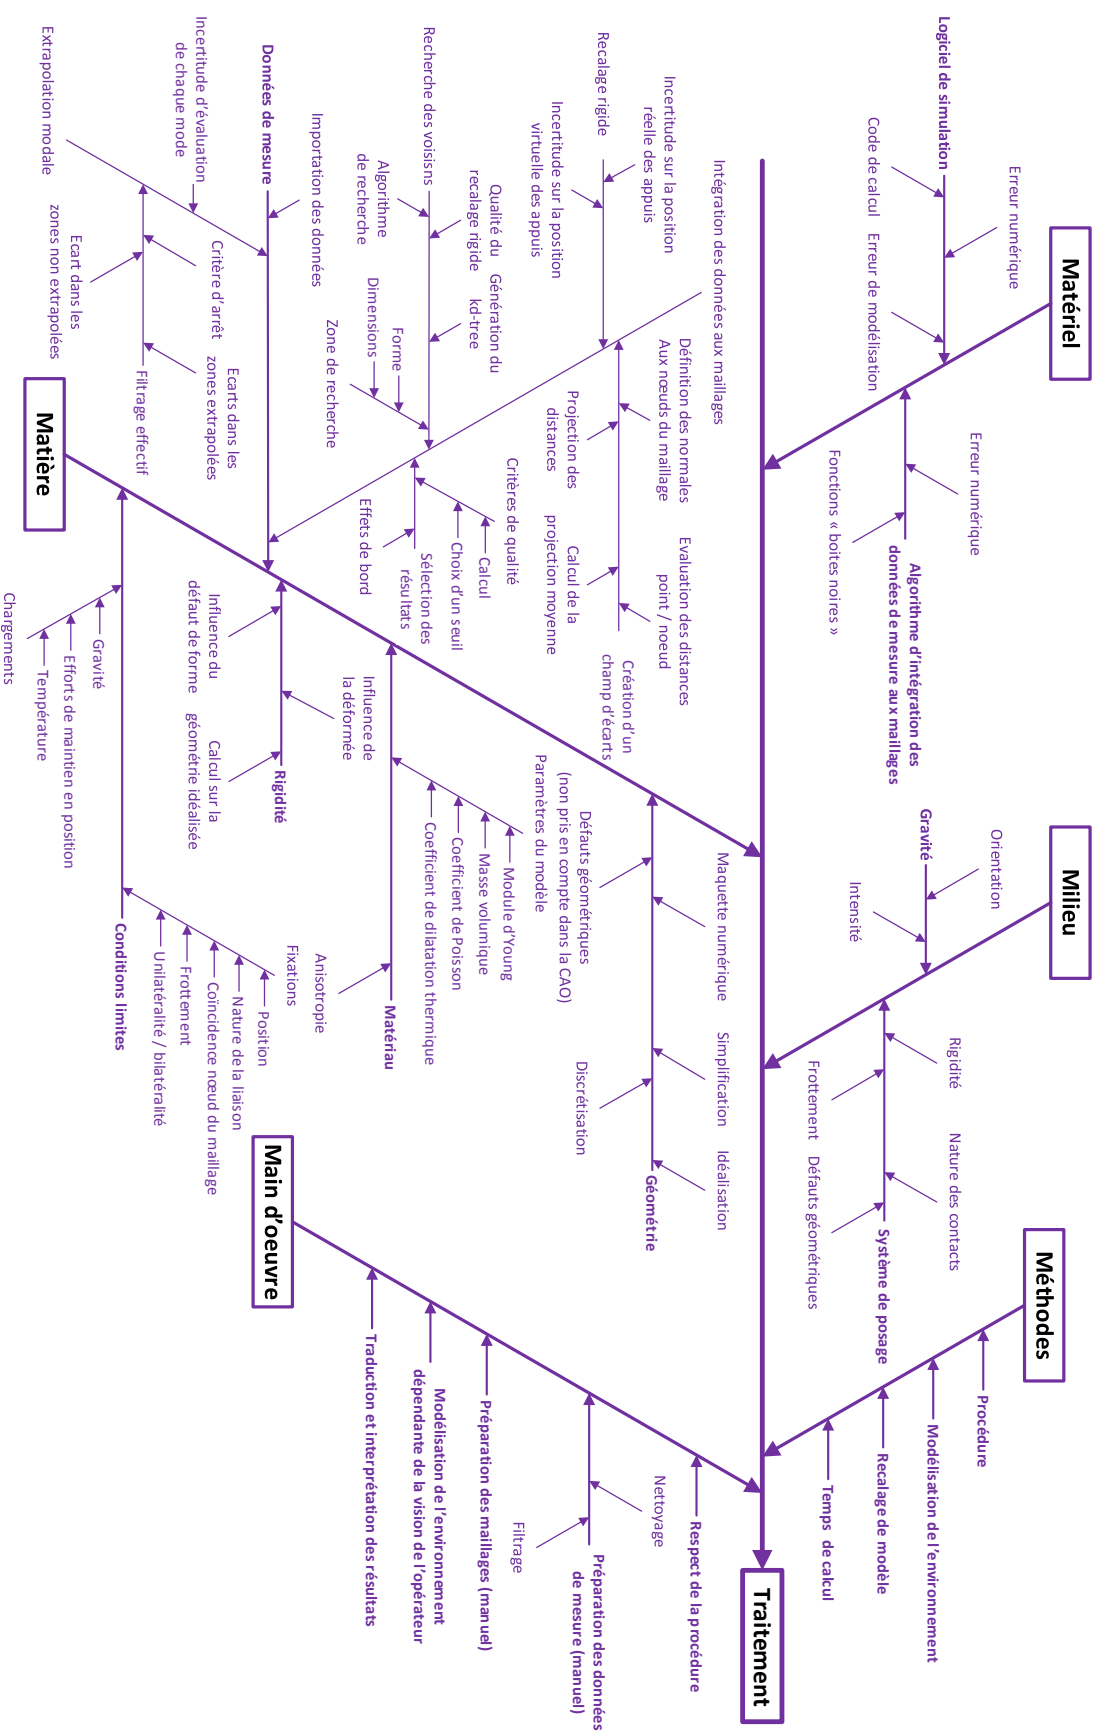 Matériel
Logiciel de simulation
Erreur numérique
Code de calcul
Erreur de modélisation
Algorithme d'intégration des
données de mesure aux maillages
Erreur numérique
Fonctions « boites noires »
Milieu
Gravité
Orientation
Intensité
Système de posage
Rigidité
Nature des contacts
Frottement
Défauts géométriques
Méthodes
Procédure
Modélisation de l'environnement
Recalage de modèle
Temps de calcul
Traitement
Matière
Données de mesure
Importation des données
Extrapolation modale
Incertitude d'évaluation
de chaque mode
Filtrage effectif
Critère d'arrêt
Ecarts dans les
zones extrapolées
Ecart dans les
zones non extrapolées
Intégration des données aux maillages
Recalage rigide
Incertitude sur la position
réelle des appuis
Incertitude sur la position
virtuelle des appuis
Recherche des voisisns
Qualité du
recalage rigide
Génération du
kd-tree
Algorithme
de recherche
Zone de recherche
Dimensions
Forme
Création d'un
champ d'écarts
Définition des normales
Aux nœuds du maillage
Evaluation des distances
point / noeud
Projection des
distances
Calcul de la
projection moyenne
Sélection des
résultats
Critères de qualité
Calcul
Choix d'un seuil
Effets de bord
Géométrie
Maquette numérique
Simplification
Idéalisation
Défauts géométriques
(non pris en compte dans la CAO)
Discrétisation
Matériau
Paramètres du modèle
Module d'Young
Masse volumique
Coefficient de Poisson
Coefficient de dilatation thermique
Anisotropie
Rigidité
Influence de
la déformée
Influence du
défaut de forme
Calcul sur la
géométrie idéalisée
Conditions limites
Fixations
Position
Nature de la liaison
Coïncidence nœud du maillage
Frottement
Unilatéralité / bilatéralité
Gravité
Efforts de maintien en position
Température
Chargements
Main d'oeuvre
Respect de la procédure
Préparation des données
de mesure (manuel)
Nettoyage
Filtrage
Préparation des maillages (manuel)
Modélisation de l'environnement
dépendante de la vision de l'opérateur
Traduction et interprétation des résultats